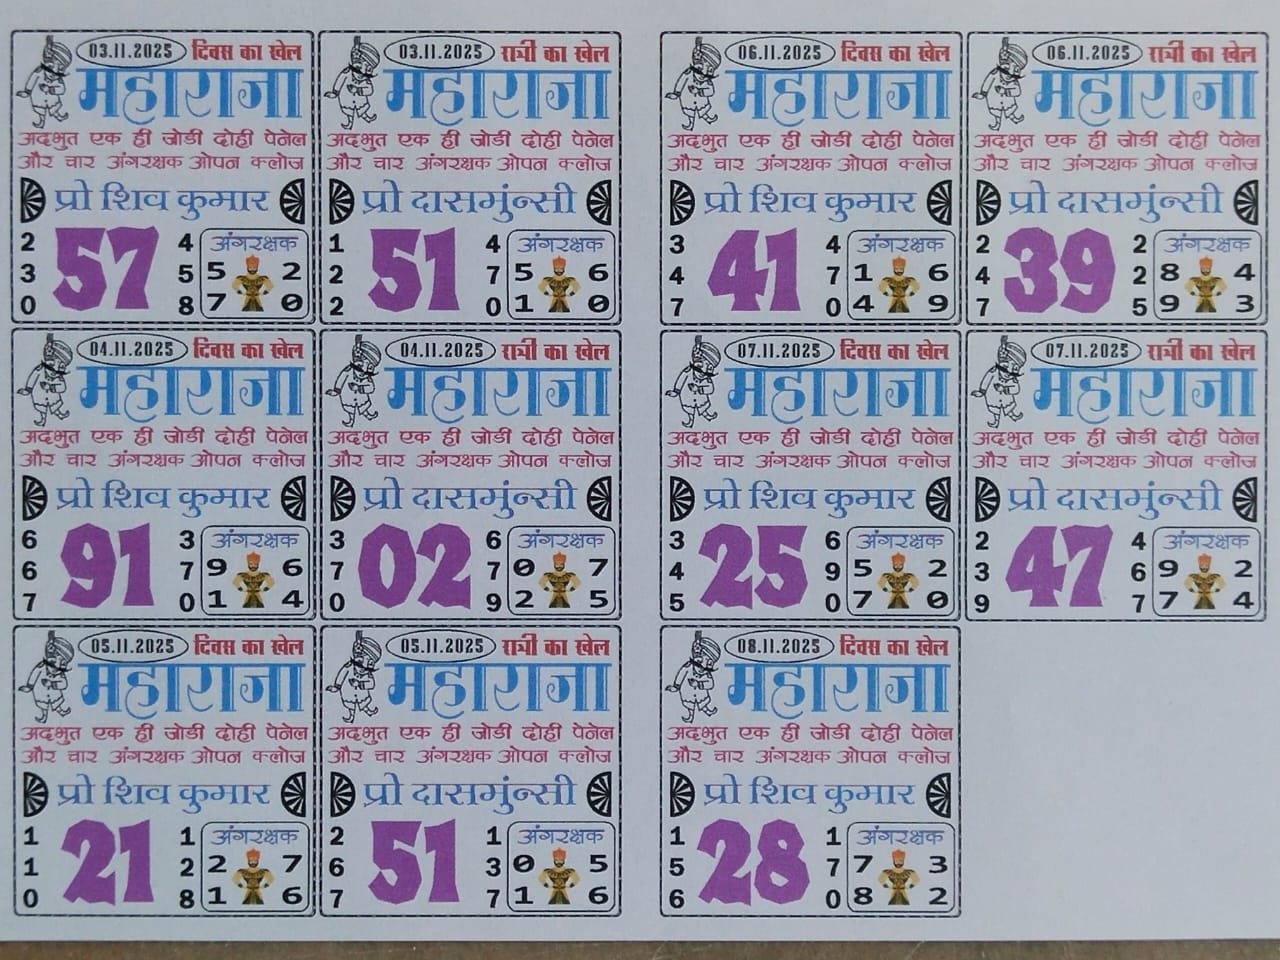 03.11.2025 दिवस का खेल
महाराजा
अदभुत एक ही जोडी दोही पेनेल
और चार अंगरक्षक ओपन क्लोज
प्रो शिव कुमार
2 57 4 अंगरक्षक
3 5 5 2
0 8 7 0
03.11.2025 रात्री का खेल
महाराजा
अदभुत एक ही जोडी दोही पेनेल
और चार अंगरक्षक ओपन क्लोज
प्रो दासमुंन्सी
1 51 4 अंगरक्षक
2 7 5 6
2 0 1 0
06.11.2025 दिवस का खेल
महाराजा
अदभुत एक ही जोडी दोही पेनेल
और चार अंगरक्षक ओपन क्लोज
प्रो शिव कुमार
3 41 4 अंगरक्षक
4 7 1 6
7 0 4 9
06.11.2025 रात्री का खेल
महाराजा
अदभुत एक ही जोडी दोही पेनेल
और चार अंगरक्षक ओपन क्लोज
प्रो दासमुंन्सी
2 39 2 अंगरक्षक
4 2 8 4
7 5 9 3
04.11.2025 दिवस का खेल
महाराजा
अदभुत एक ही जोडी दोही पेनेल
और चार अंगरक्षक ओपन क्लोज
प्रो शिव कुमार
6 91 3 अंगरक्षक
6 7 9 6
7 0 1 4
04.11.2025 रात्री का खेल
महाराजा
अदभुत एक ही जोडी दोही पेनेल
और चार अंगरक्षक ओपन क्लोज
प्रो दासमुंन्सी
3 02 6 अंगरक्षक
7 7 0 7
0 9 2 5
07.11.2025 दिवस का खेल
महाराजा
अदभुत एक ही जोडी दोही पेनेल
और चार अंगरक्षक ओपन क्लोज
प्रो शिव कुमार
3 25 6 अंगरक्षक
4 9 5 2
5 0 7 0
07.11.2025 रात्री का खेल
महाराजा
अदभुत एक ही जोडी दोही पेनेल
और चार अंगरक्षक ओपन क्लोज
प्रो दासमुंन्सी
2 47 4 अंगरक्षक
3 6 9 2
9 7 7 4
05.11.2025 दिवस का खेल
महाराजा
अदभुत एक ही जोडी दोही पेनेल
और चार अंगरक्षक ओपन क्लोज
प्रो शिव कुमार
1 21 1 अंगरक्षक
1 2 2 7
0 8 1 6
05.11.2025 रात्री का खेल
महाराजा
अदभुत एक ही जोडी दोही पेनेल
और चार अंगरक्षक ओपन क्लोज
प्रो दासमुंन्सी
2 51 1 अंगरक्षक
6 3 0 5
7 7 1 6
08.11.2025 दिवस का खेल
महाराजा
अदभुत एक ही जोडी दोही पेनेल
और चार अंगरक्षक ओपन क्लोज
प्रो शिव कुमार
1 28 1 अंगरक्षक
5 7 7 3
6 0 8 2